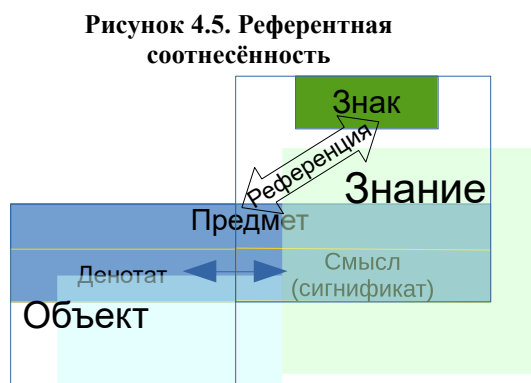 Рисунок 4.5. Референтная
соотнесённость
Знак
Референция
Знание
Предмет
Денотат
Смысл
(сигнификат)
Объект